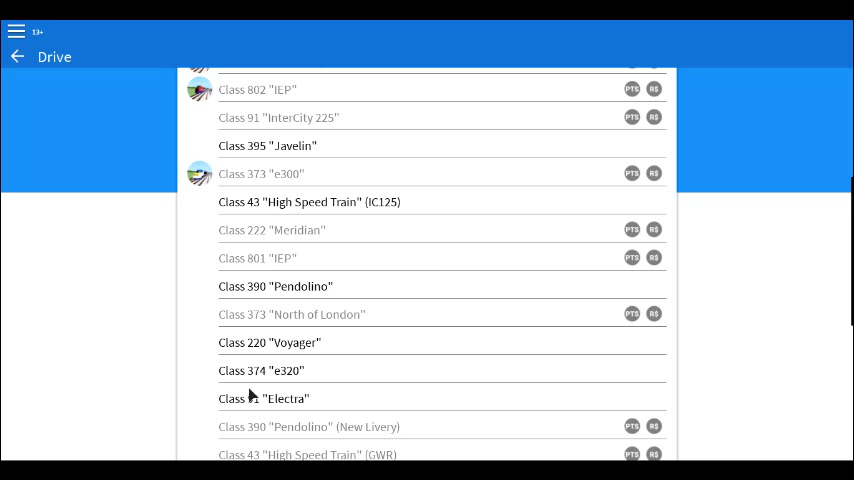 13+
Drive
Class 802 "IEP" PTS R$
Class 91 "InterCity 225" PTS R$
Class 395 "Javelin"
Class 373 "e300" PTS R$
Class 43 "High Speed Train" (IC125)
Class 222 "Meridian" PTS R$
Class 801 "IEP" PTS R$
Class 390 "Pendolino"
Class 373 "North of London" PTS R$
Class 220 "Voyager"
Class 374 "e320"
Class "Electra"
Class 390 "Pendolino" (New Livery) PTS R$
Class 43 "High Speed Train" (GWR) PTS R$